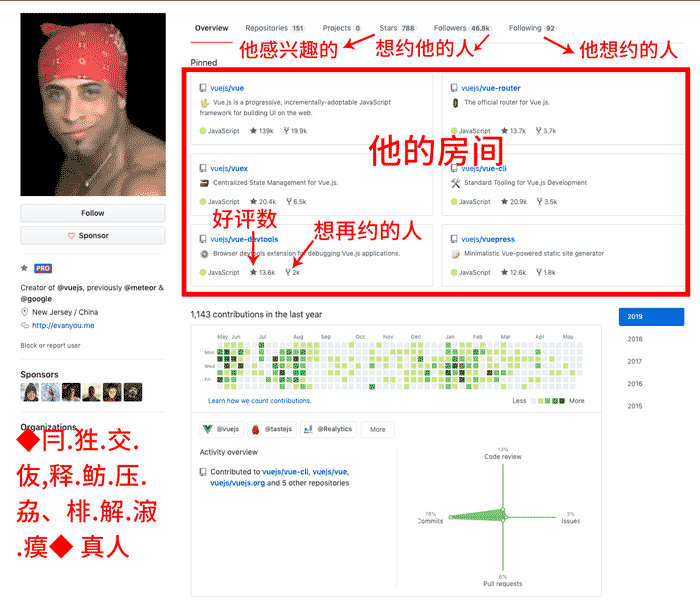 Overview Repositories 151 Projects 0 Stars 788 Followers 46.8k Following 92
他感兴趣的 想约他的人 他想约的人
Pinned
vuejs/vue
Vue.js is a progressive, incrementally-adoptable JavaScript
framework for building UI on the web.
JavaScript 139k 19.9k
vuejs/vue-router
The official router for Vue.js.
JavaScript 13.7k 3.7k
他的房间
vuejs/vuex
Centralized State Management for Vue.js.
JavaScript 20.4k 6.5k
vuejs/vue-cli
Standard Tooling for Vue.js Development
JavaScript 20.9k 3.5k
好评数 想再约的人
vuejs/vue-devtools
Browser devtools extension for debugging Vue.js applications.
JavaScript 13.6k 2k
vuejs/vuepress
Minimalistic Vue-powered static site generator
JavaScript 12.6k 1.8k
Follow
Sponsor
PRO
Creator of @vuejs, previously @meteor &
@google
New Jersey / China
http://evanyou.me
Block or report user
Sponsors
Organizations
◆冃.狌.交.
伖,释.鲂.压.
刕、棑.解.漃
.瘼◆ 真人
1,143 contributions in the last year
2019
2018
2017
2016
2015
May Jun Jul Aug Sep Oct Nov Dec Jan Feb Mar Apr May
Mon
Wed
Fri
Learn how we count contributions. Less More
@vuejs @tastejs @Realytics More
Activity overview
Contributed to vuejs/vue-cli, vuejs/vue,
vuejs/vuejs.org and 5 other repositories
13%
Code review
78%
Commits
3%
Issues
6%
Pull requests